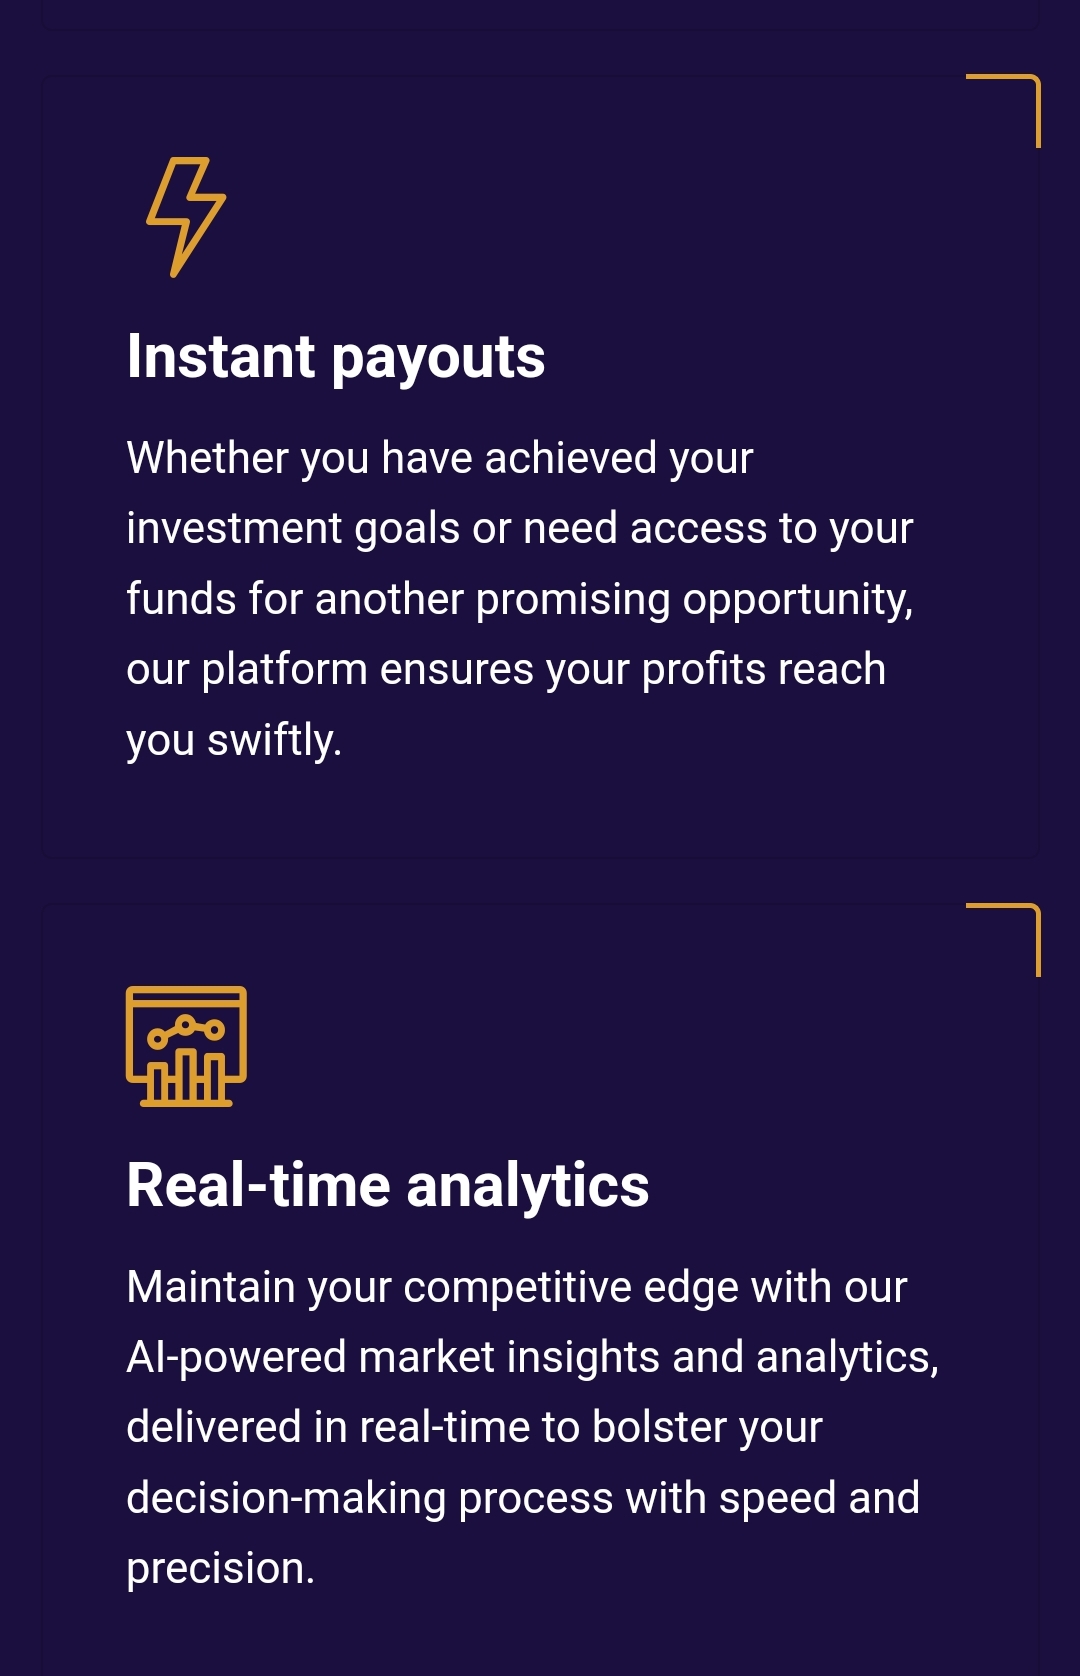 Instant payouts
Whether you have achieved your
investment goals or need access to your
funds for another promising opportunity,
our platform ensures your profits reach
you swiftly.
Real-time analytics
Maintain your competitive edge with our
AI-powered market insights and analytics,
delivered in real-time to bolster your
decision-making process with speed and
precision.